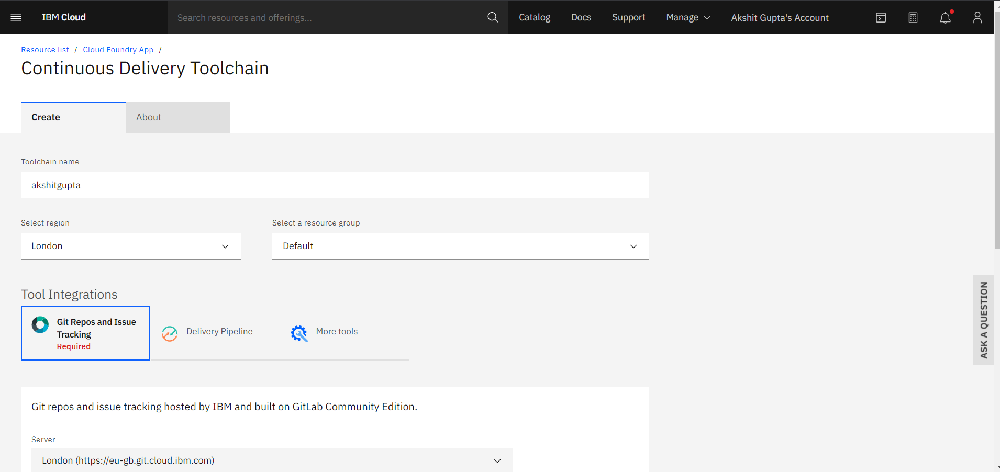 IBM Cloud
Search resources and offerings...
Catalog
Docs
Support
Manage
Akshit Gupta's Account
Resource list / Cloud Foundry App /
Continuous Delivery Toolchain
Create
About
Toolchain name
akshitgupta
Select region
Select a resource group
London
Default
Tool Integrations
Git Repos and Issue
Tracking
Required
Delivery Pipeline
More tools
ASK A QUESTION
Git repos and issue tracking hosted by IBM and built on GitLab Community Edition.
Server
London (https://eu-gb.git.cloud.ibm.com)